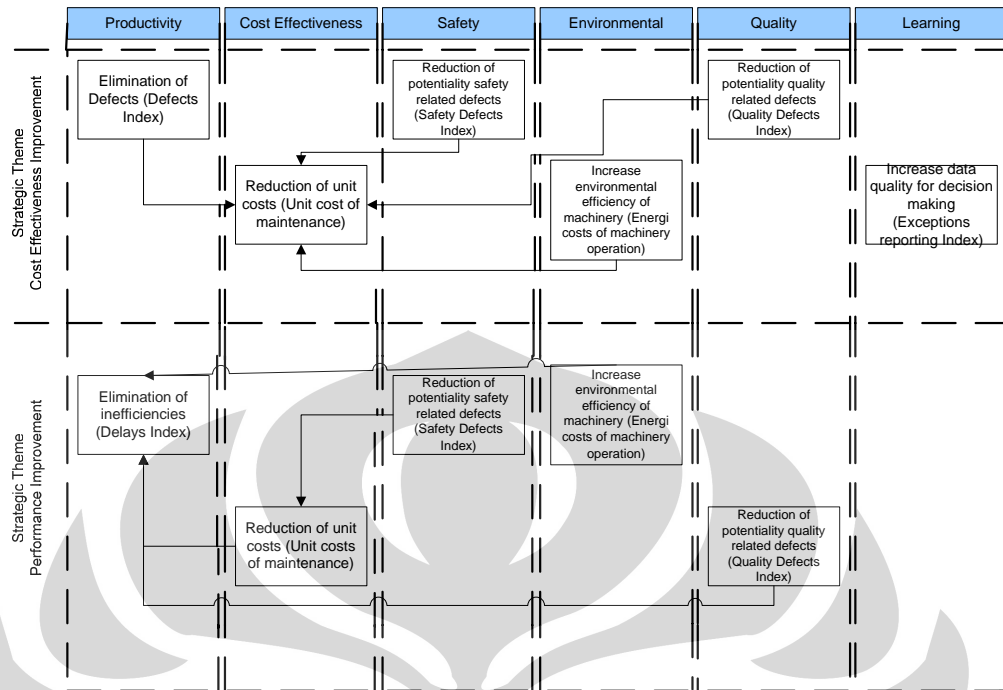 Productivity
Cost Effectiveness
Safety
Environmental
Quality
Learning
Strategic Theme
Cost Effectiveness Improvement
Elimination of
Defects (Defects
Index)
Reduction of unit
costs (Unit cost of
maintenance)
Reduction of
potentiality safety
related defects
(Safety Defects
Index)
Increase
environmental
efficiency of
machinery (Energi
costs of machinery
operation)
Reduction of
potentiality quality
related defects
(Quality Defects
Index)
Increase data
quality for decision
making
(Exceptions
reporting Index)
Strategic Theme
Performance Improvement
Elimination of
inefficiencies
(Delays Index)
Reduction of unit
costs (Unit costs
of maintenance)
Reduction of
potentiality safety
related defects
(Safety Defects
Index)
Increase
environmental
efficiency of
machinery (Energi
costs of machinery
operation)
Reduction of
potentiality quality
related defects
(Quality Defects
Index)